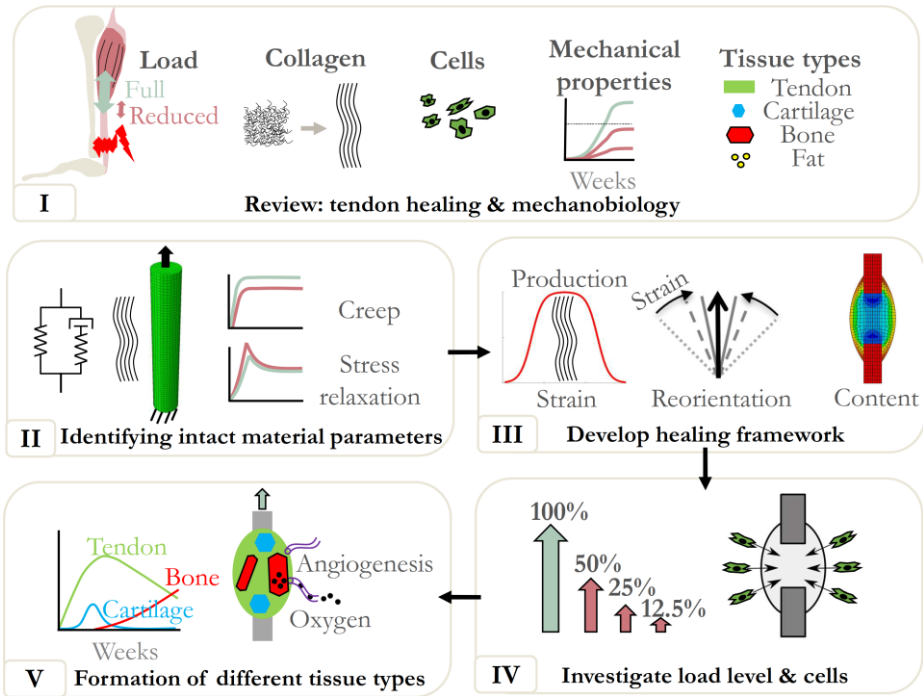 Load
Full
Reduced
Collagen
Cells
Mechanical
properties
Weeks
Tissue types
Tendon
Cartilage
Bone
Fat
I
Review: tendon healing & mechanobiology
Creep
Stress
relaxation
II
Identifying intact material parameters
Production
Strain
Strain
Reorientation
Content
III
Develop healing framework
100%
50%
25%
12.5%
IV
Investigate load level & cells
Tendon
Bone
Cartilage
Weeks
Angiogenesis
Oxygen
V
Formation of different tissue types